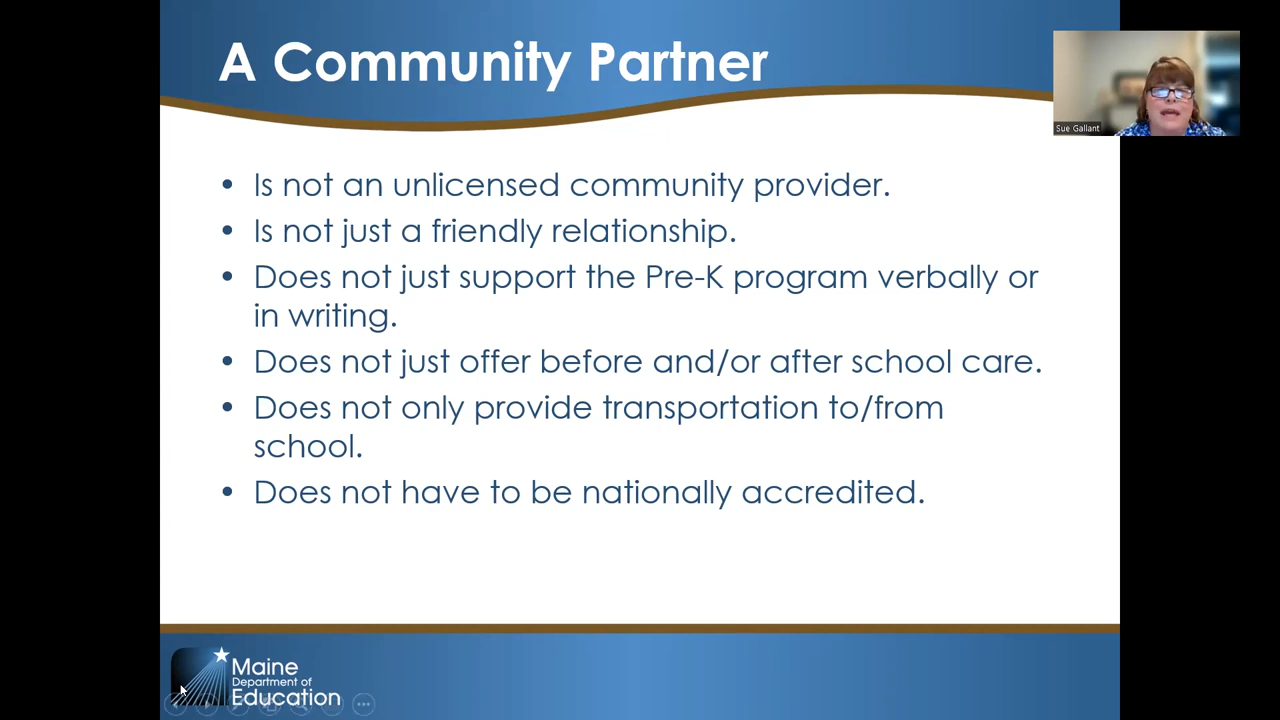 A Community Partner
Sue Gallant
• Is not an unlicensed community provider.
• Is not just a friendly relationship.
• Does not just support the Pre-K program verbally or
in writing.
• Does not just offer before and/or after school care.
• Does not only provide transportation to/from
school.
• Does not have to be nationally accredited.
Maine
Department of
Education